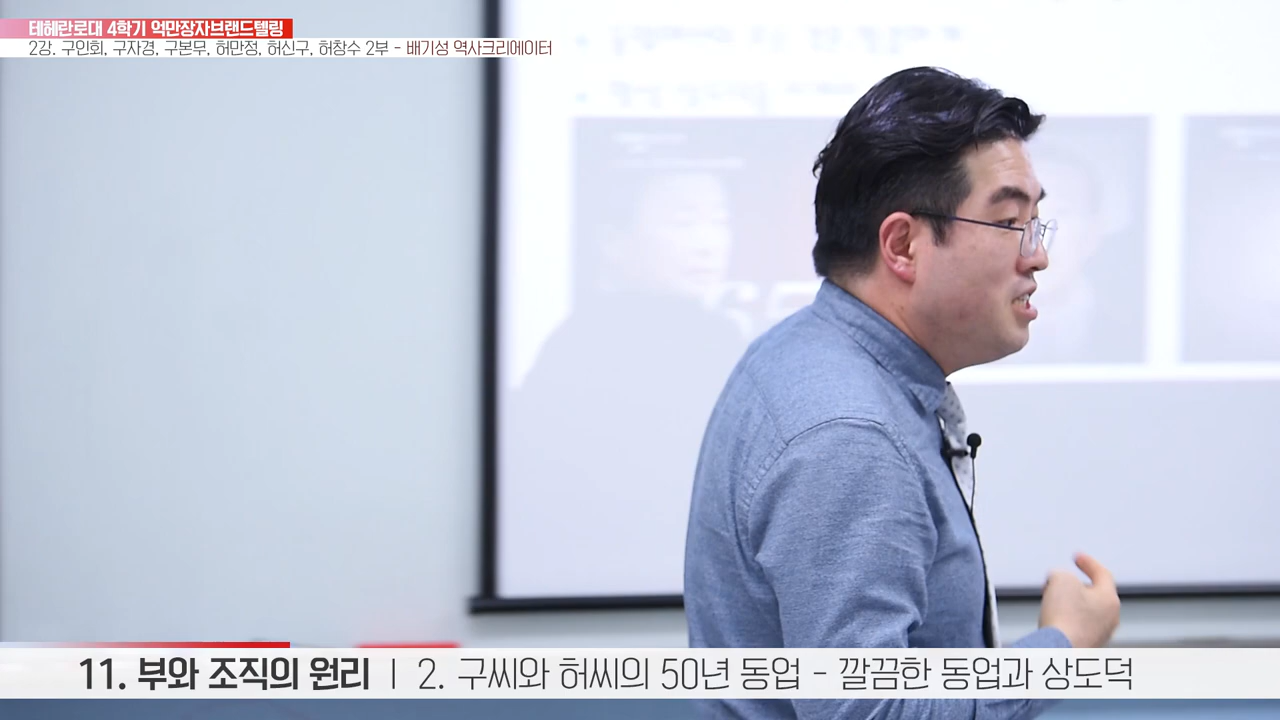 테헤란로대 4학기 억만장자브랜드텔링
2강. 구인회, 구자경, 구본무, 허만정, 허신구, 허창수 2부 - 배기성 역사크리에이터
11. 부와 조직의 원리 | 2. 구씨와 허씨의 50년 동업 - 깔끔한 동업과 상도덕